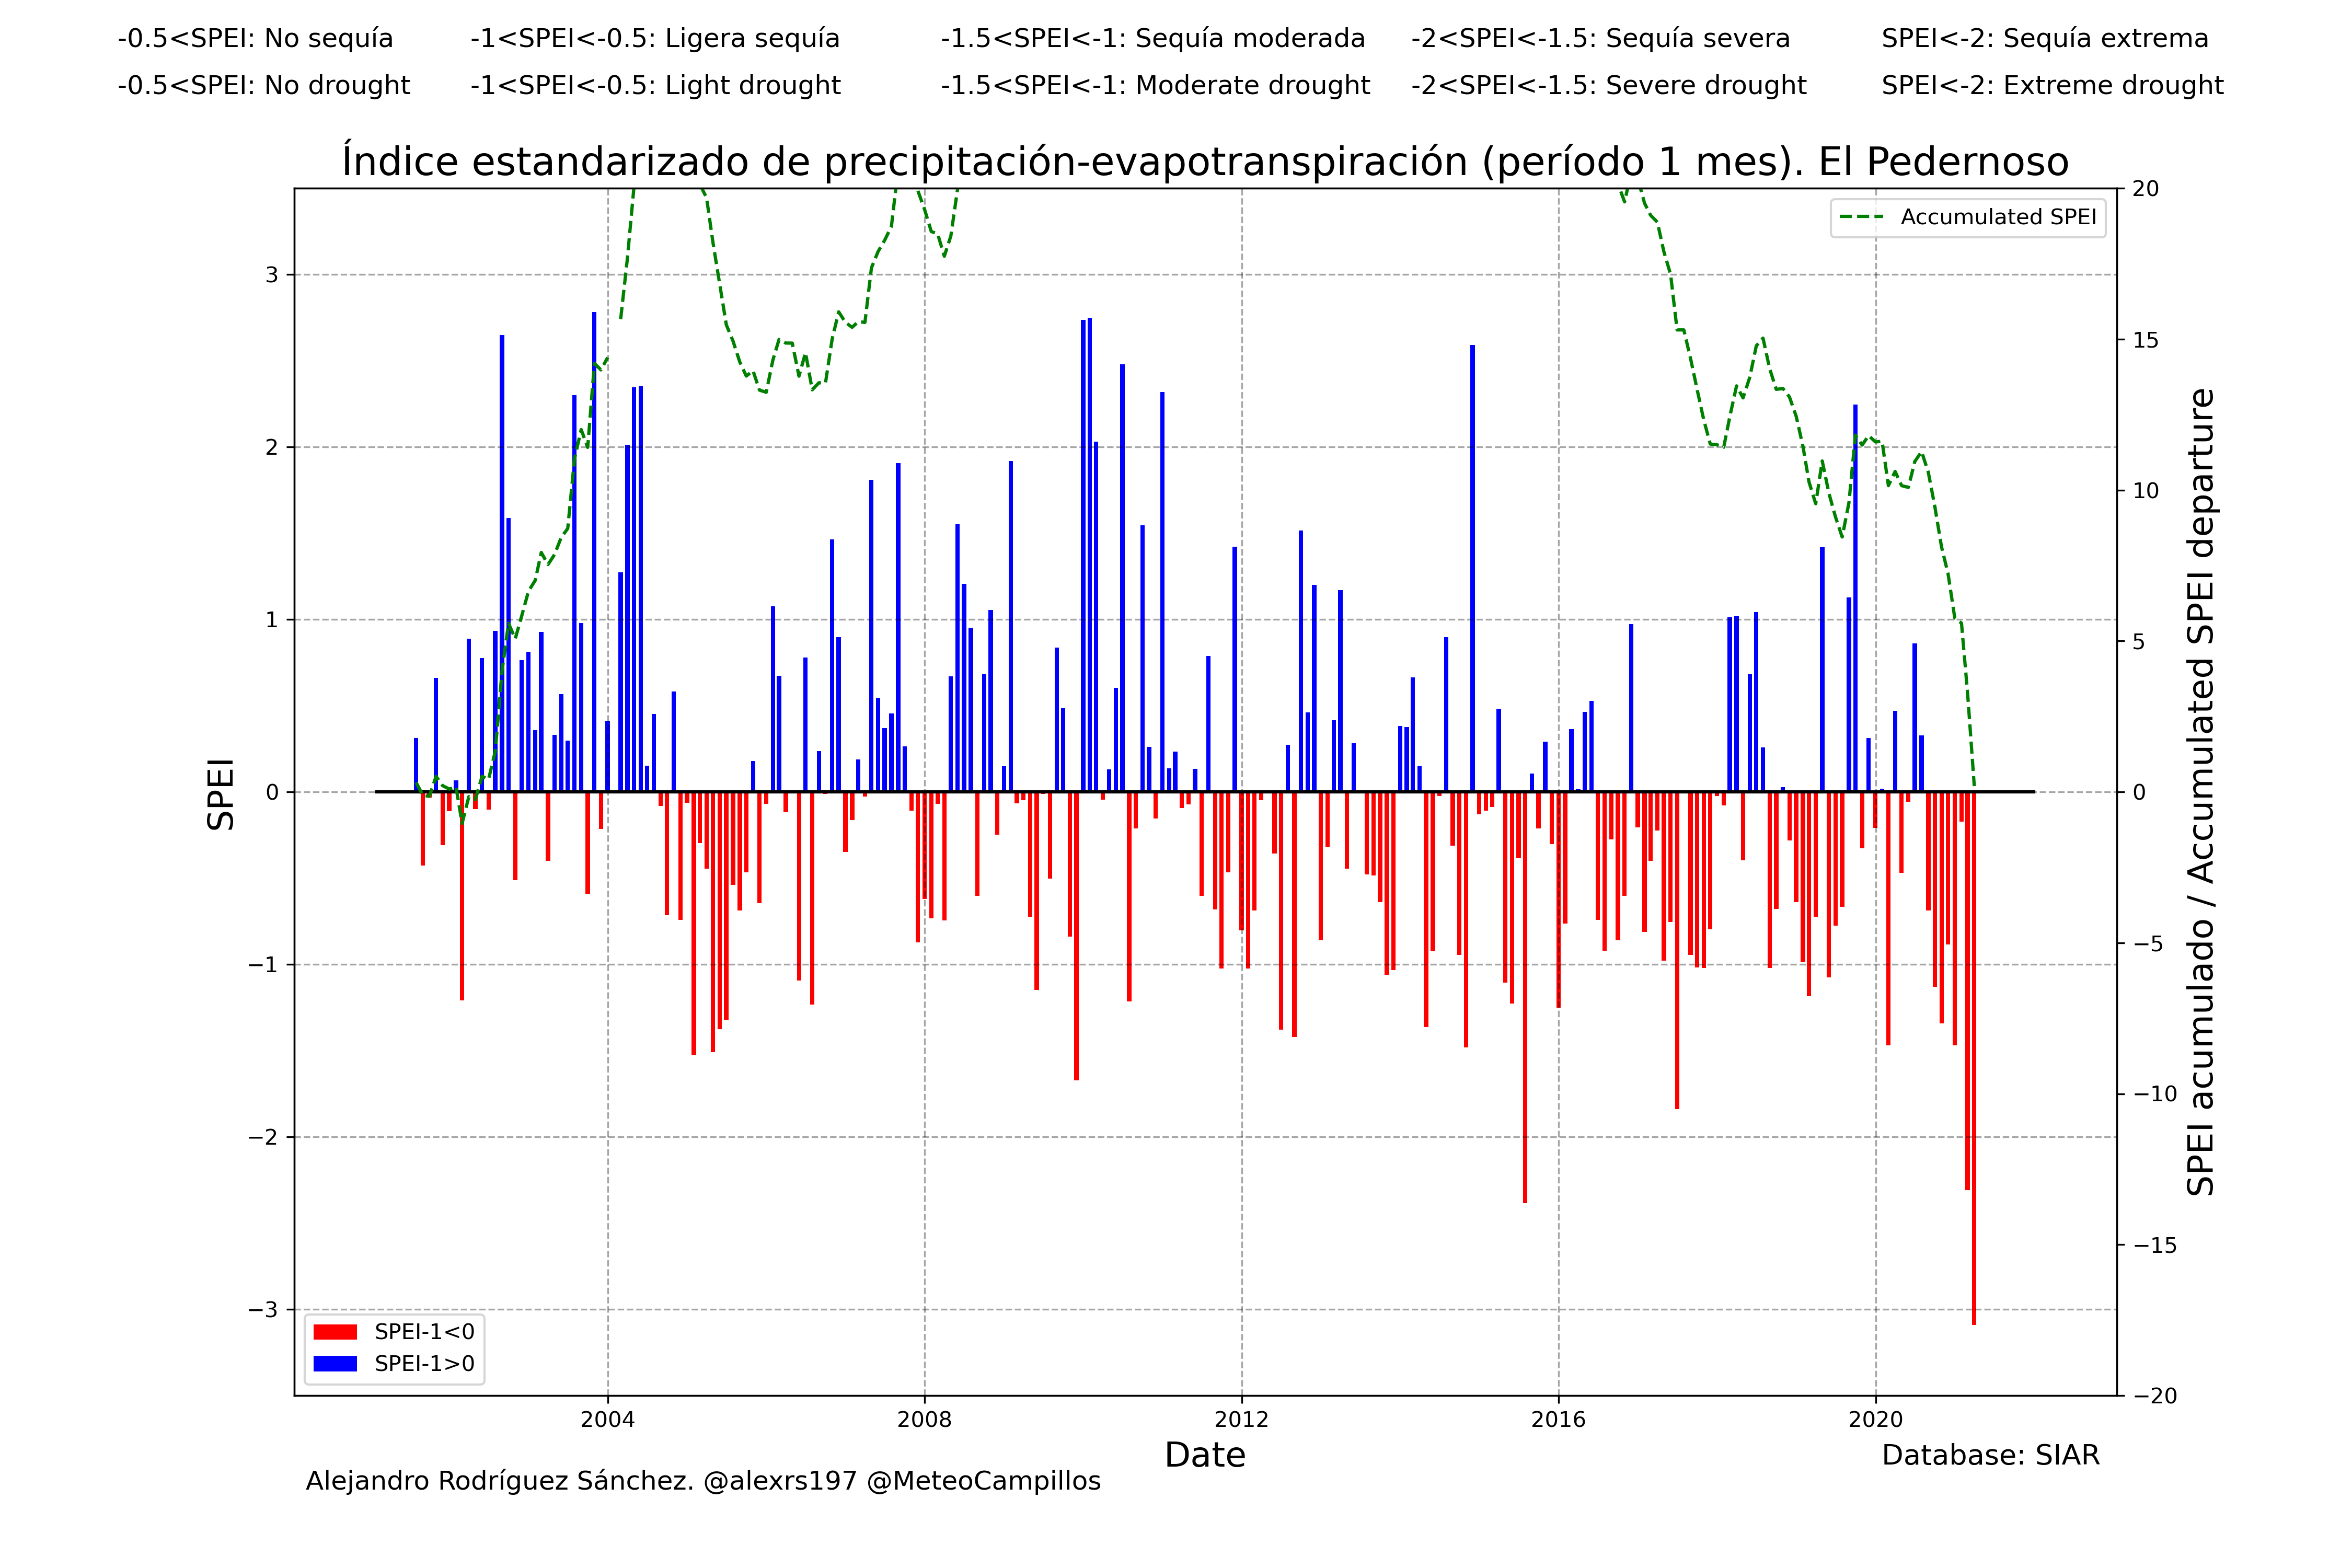 -0.5<SPEI: No sequía -1<SPEI<-0.5: Ligera sequía -1.5<SPEI<-1: Sequía moderada -2<SPEI<-1.5: Sequía severa SPEI<-2: Sequía extrema
-0.5<SPEI: No drought -1<SPEI<-0.5: Light drought -1.5<SPEI<-1: Moderate drought -2<SPEI<-1.5: Severe drought SPEI<-2: Extreme drought
Índice estandarizado de precipitación-evapotranspiración (período 1 mes). El Pedernoso
SPEI
3
2
1
0
−1
−2
−3
Accumulated SPEI
20
15
10
5
0
−5
−10
−15
−20
SPEI acumulado / Accumulated SPEI departure
SPEI-1<0
SPEI-1>0
2004 2008 2012 2016 2020
Date
Database: SIAR
Alejandro Rodríguez Sánchez. @alexrs197 @MeteoCampillos